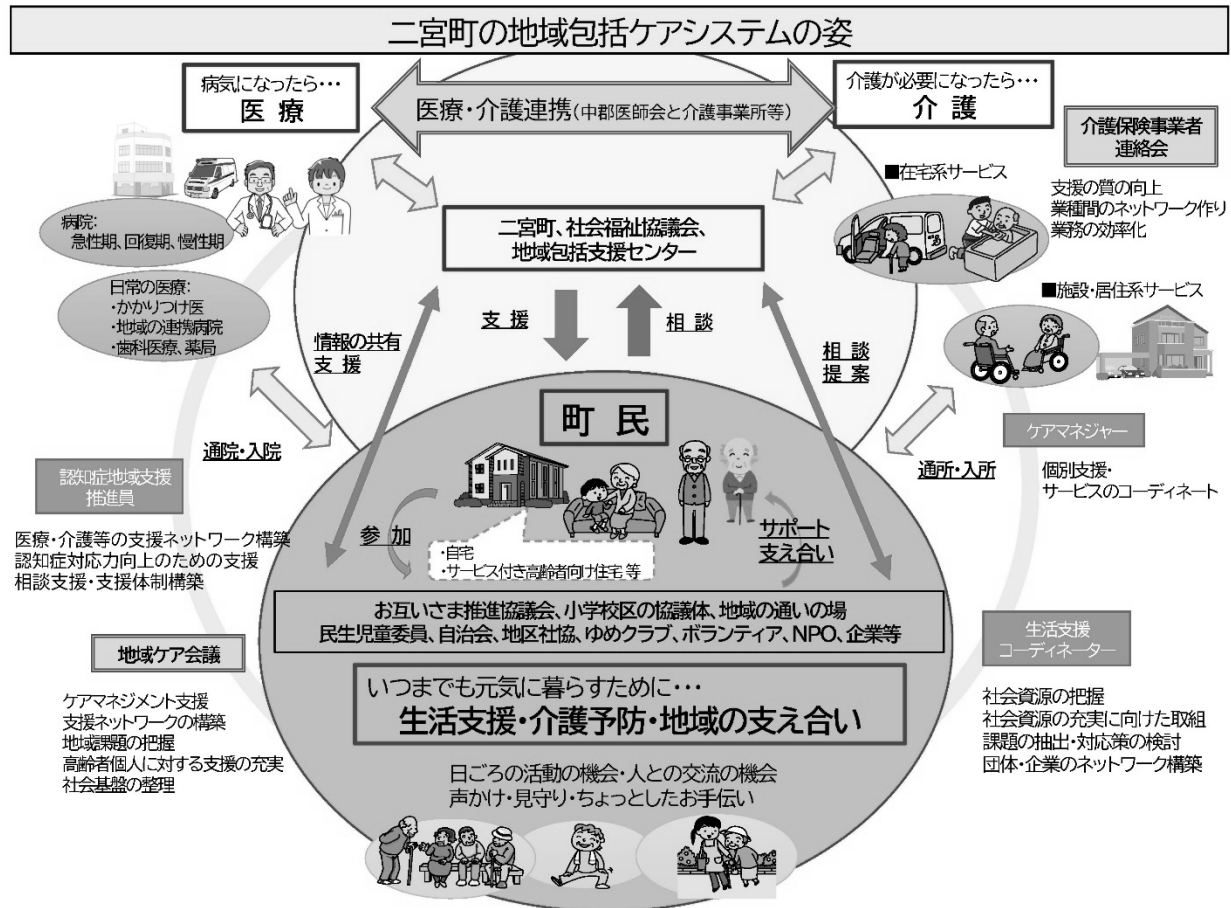 二宮町の地域包括ケアシステムの姿
病気になったら･･･
医 療
医療・介護連携(中郡医師会と介護事業所等)
介護が必要になったら･･･
介 護
介護保険事業者
連絡会
支援の質の向上
業種間のネットワーク作り
業務の効率化
■在宅系サービス
病院:
急性期、回復期、慢性期
二宮町、社会福祉協議会、
地域包括支援センター
日常の医療:
・かかりつけ医
・地域の連携病院
・歯科医療、薬局
■施設・居住系サービス
情報の共有
支 援
支 援
相 談
相 談
提 案
町 民
通院・入院
通所・入所
ケアマネジャー
個別支援・
サービスのコーディネート
認知症地域支援
推進員
医療・介護等の支援ネットワーク構築
認知症対応力向上のための支援
相談支援・支援体制構築
参 加
・自宅
・サービス付き高齢者向け住宅 等
サポート
支え合い
お互いさま推進協議会、小学校区の協議体、地域の通いの場
民生児童委員、自治会、地区社協、ゆめクラブ、ボランティア、NPO、企業等
地域ケア会議
ケアマネジメント支援
支援ネットワークの構築
地域課題の把握
高齢者個人に対する支援の充実
社会基盤の整理
いつまでも元気に暮らすために･･･
生活支援・介護予防・地域の支え合い
生活支援
コーディネーター
社会資源の把握
社会資源の充実に向けた取組
課題の抽出・対応策の検討
団体・企業のネットワーク構築
日ごろの活動の機会・人との交流の機会
声かけ・見守り・ちょっとしたお手伝い